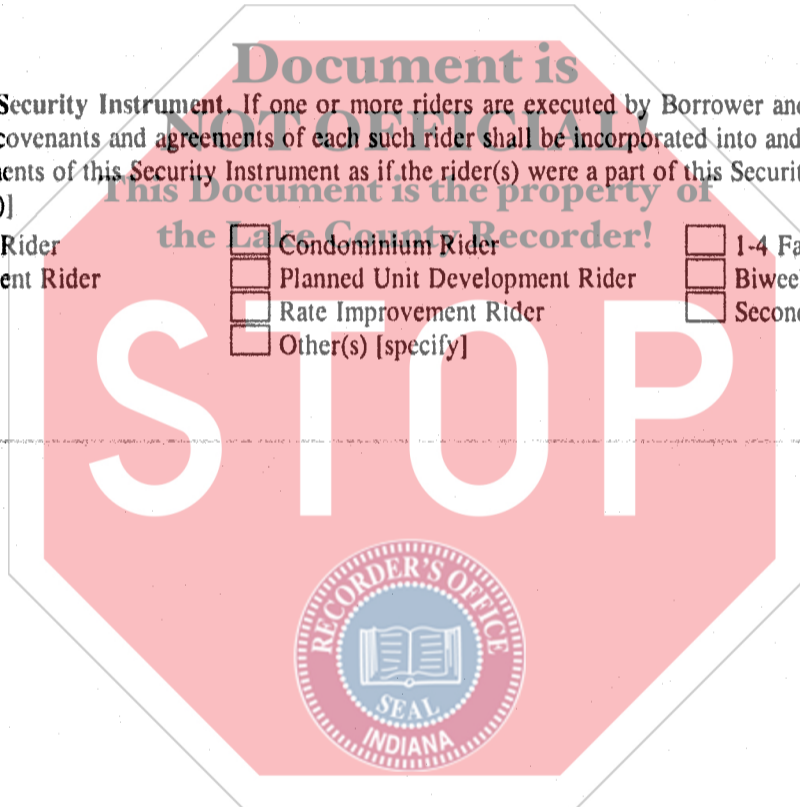 Document is
Security Instrument. If one or more riders are executed by Borrower and
NOT OFFICIAL!
covenants and agreements of each such rider shall be incorporated into and
ents of this Security Instrument as if the rider(s) were a part of this Securit
This Document is the property of
)]
the Lake County Recorder!
Rider Condominium Rider 1-4 Fa
ent Rider Planned Unit Development Rider Biwee
Rate Improvement Rider Second
Other(s) [specify]
STOP
RECORDER'S OFFICE
SEAL
INDIANA